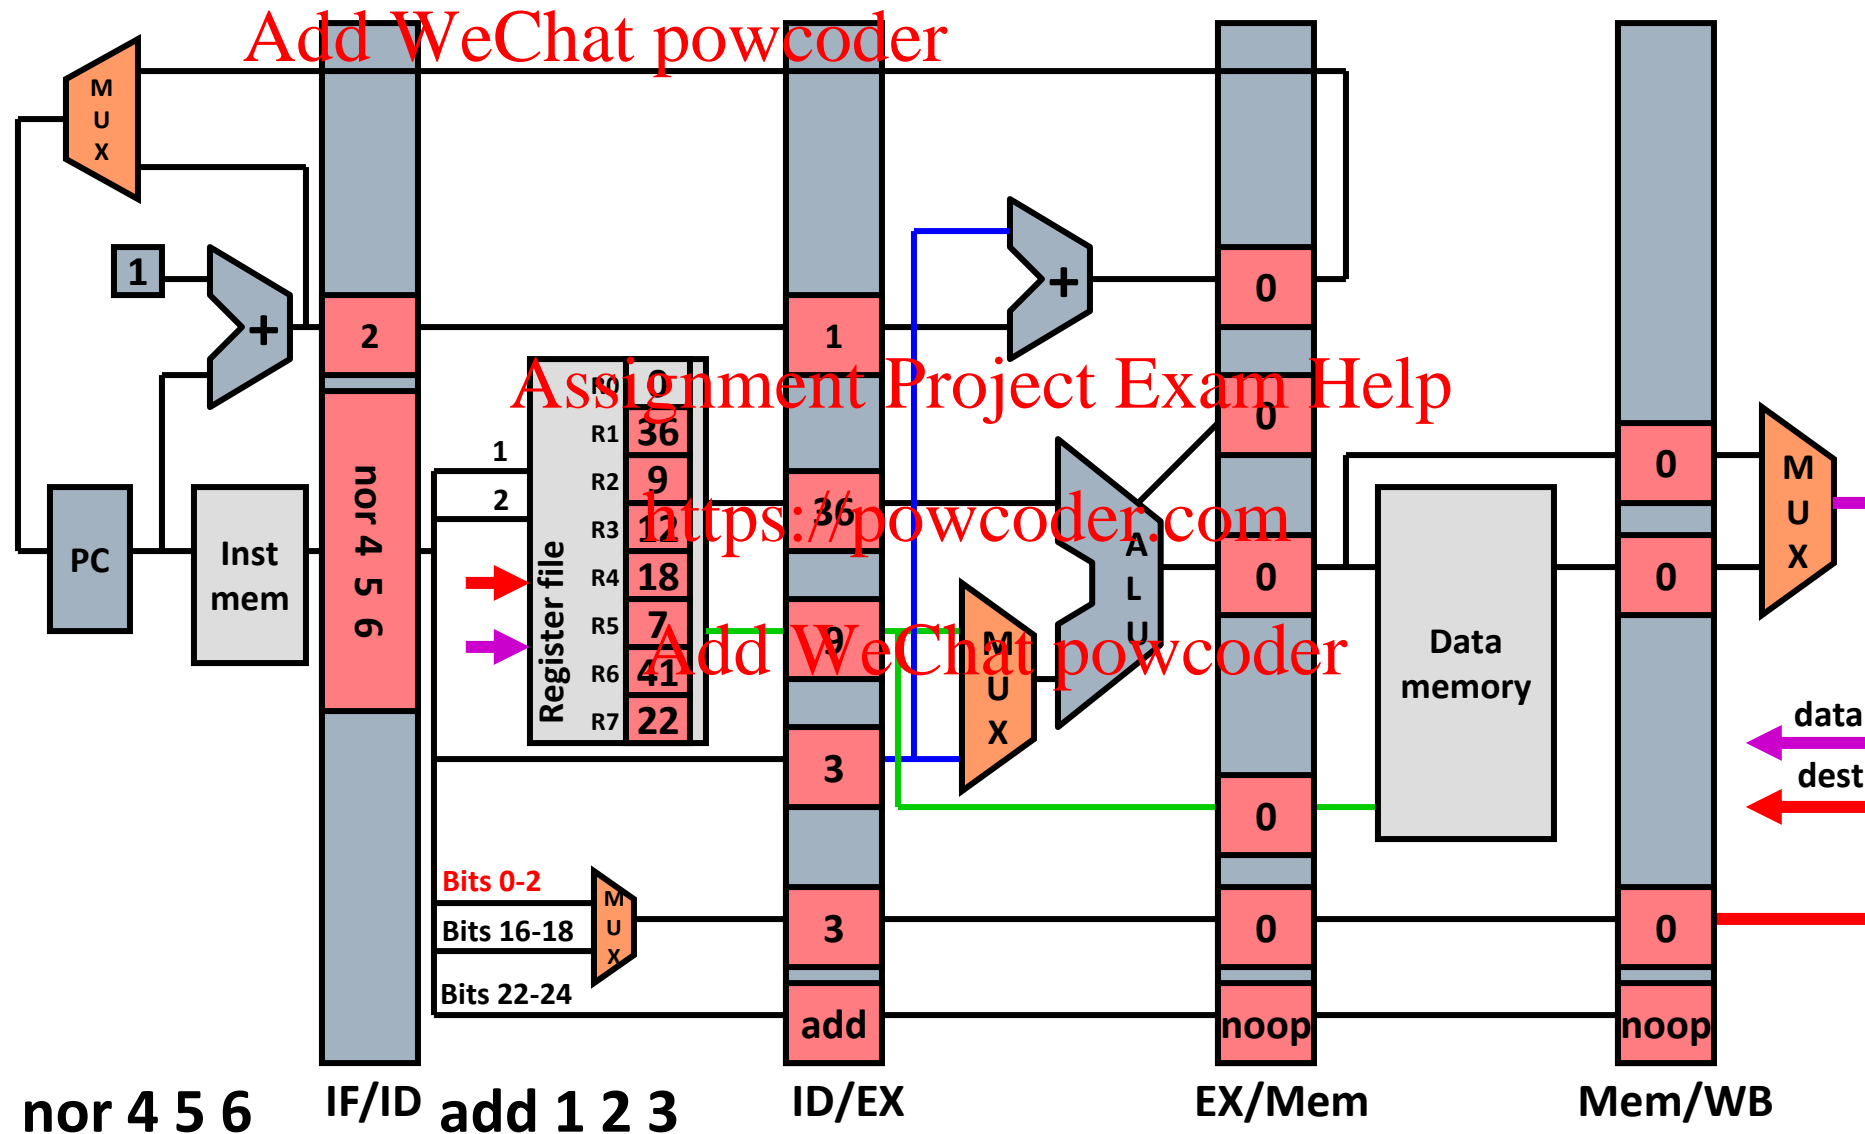 Add WeChat powcoder
M
U
X
1
+
+
0
2
1
R0 0
Assignment Project Exam Help
0
R1 36
1
R2 9
2
36
https://powcoder.com
R3 12
0
M
U
X
nor 4 5 6
PC
Inst
mem
Register file
R4 18
A
L
U
0
0
R5 7
9
M
U
X
Add WeChat powcoder
R6 41
R7 22
Data
memory
data
dest
3
0
Bits 0-2
Bits 16-18
M
U
X
3
0
0
Bits 22-24
add
noop
noop
nor 4 5 6
IF/ID
add 1 2 3
ID/EX
EX/Mem
Mem/WB